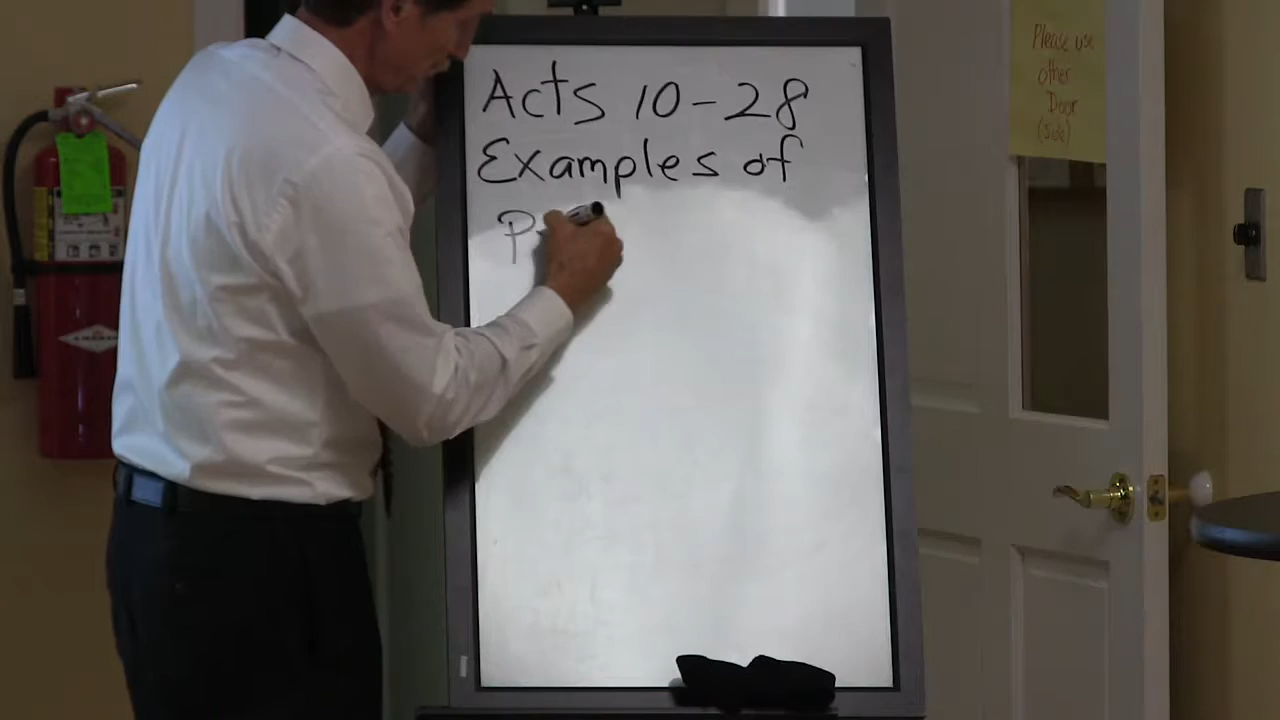 Acts 10-28
Examples of
P
Please use
other
Door
(side)